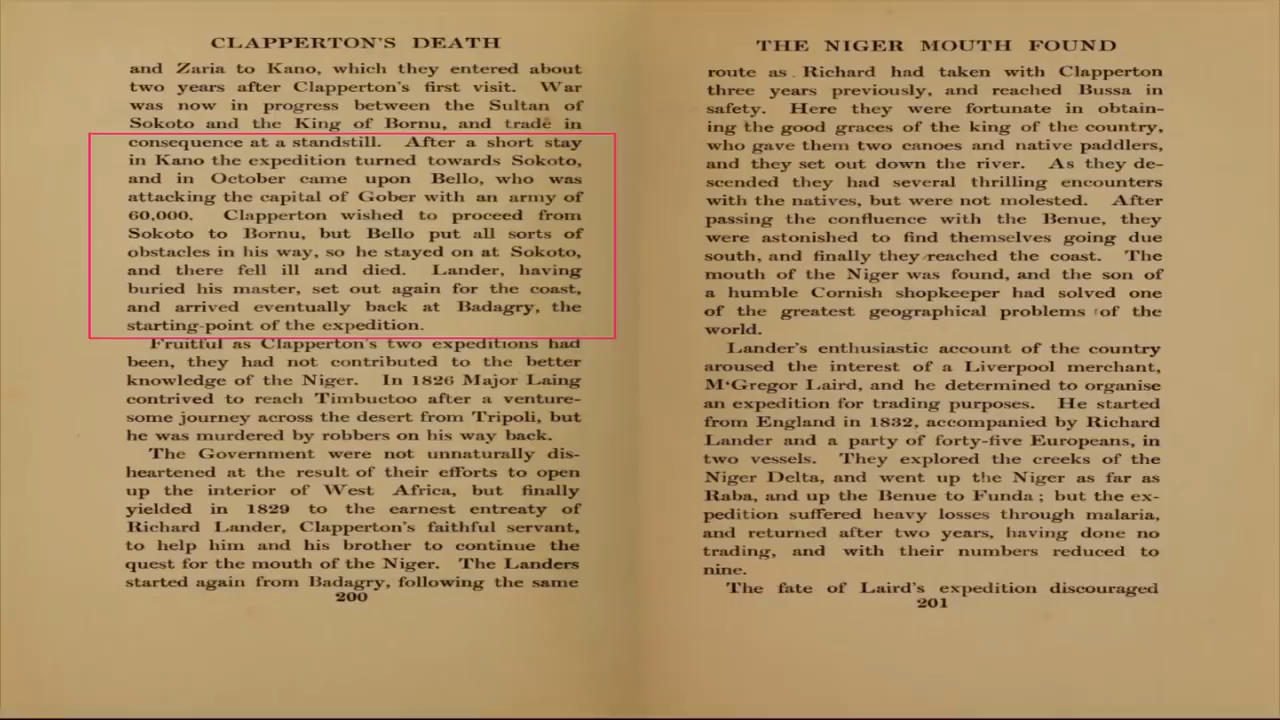 CLAPPERTON'S DEATH
and Zaria to Kano, which they entered about
two years after Clapperton's first visit. War
was now in progress between the Sultan of
Sokoto and the King of Bornu, and trade in
consequence at a standstill. After a short stay
in Kano the expedition turned towards Sokoto,
and in October came upon Bello, who was
attacking the capital of Gober with an army of
60,000. Clapperton wished to proceed from
Sokoto to Bornu, but Bello put all sorts of
obstacles in his way, so he stayed on at Sokoto,
and there fell ill and died. Lander, having
buried his master, set out again for the coast,
and arrived eventually back at Badagry, the
starting-point of the expedition.
Fruitful as Clapperton's two expeditions had
been, they had not contributed to the better
knowledge of the Niger. In 1826 Major Laing
contrived to reach Timbuctoo after a venture-
some journey across the desert from Tripoli, but
he was murdered by robbers on his way back.
The Government were not unnaturally dis-
heartened at the result of their efforts to open
up the interior of West Africa, but finally
yielded in 1829 to the earnest entreaty of
Richard Lander, Clapperton's faithful servant,
to help him and his brother to continue the
quest for the mouth of the Niger. The Landers
started again from Badagry, following the same
200
THE NIGER MOUTH FOUND
route as Richard had taken with Clapperton
three years previously, and reached Bussa in
safety. Here they were fortunate in obtain-
ing the good graces of the king of the country,
who gave them two canoes and native paddlers,
and they set out down the river. As they de-
scended they had several thrilling encounters
with the natives, but were not molested. After
passing the confluence with the Benue, they
were astonished to find themselves going due
south, and finally they reached the coast. The
mouth of the Niger was found, and the son of
a humble Cornish shopkeeper had solved one
of the greatest geographical problems of the
world.
Lander's enthusiastic account of the country
aroused the interest of a Liverpool merchant,
M'Gregor Laird, and he determined to organise
an expedition for trading purposes. He started
from England in 1832, accompanied by Richard
Lander and a party of forty-five Europeans, in
two vessels. They explored the creeks of the
Niger Delta, and went up the Niger as far as
Raba, and up the Benue to Funda; but the ex-
pedition suffered heavy losses through malaria,
and returned after two years, having done no
trading, and with their numbers reduced to
nine.
The fate of Laird's expedition discouraged
201